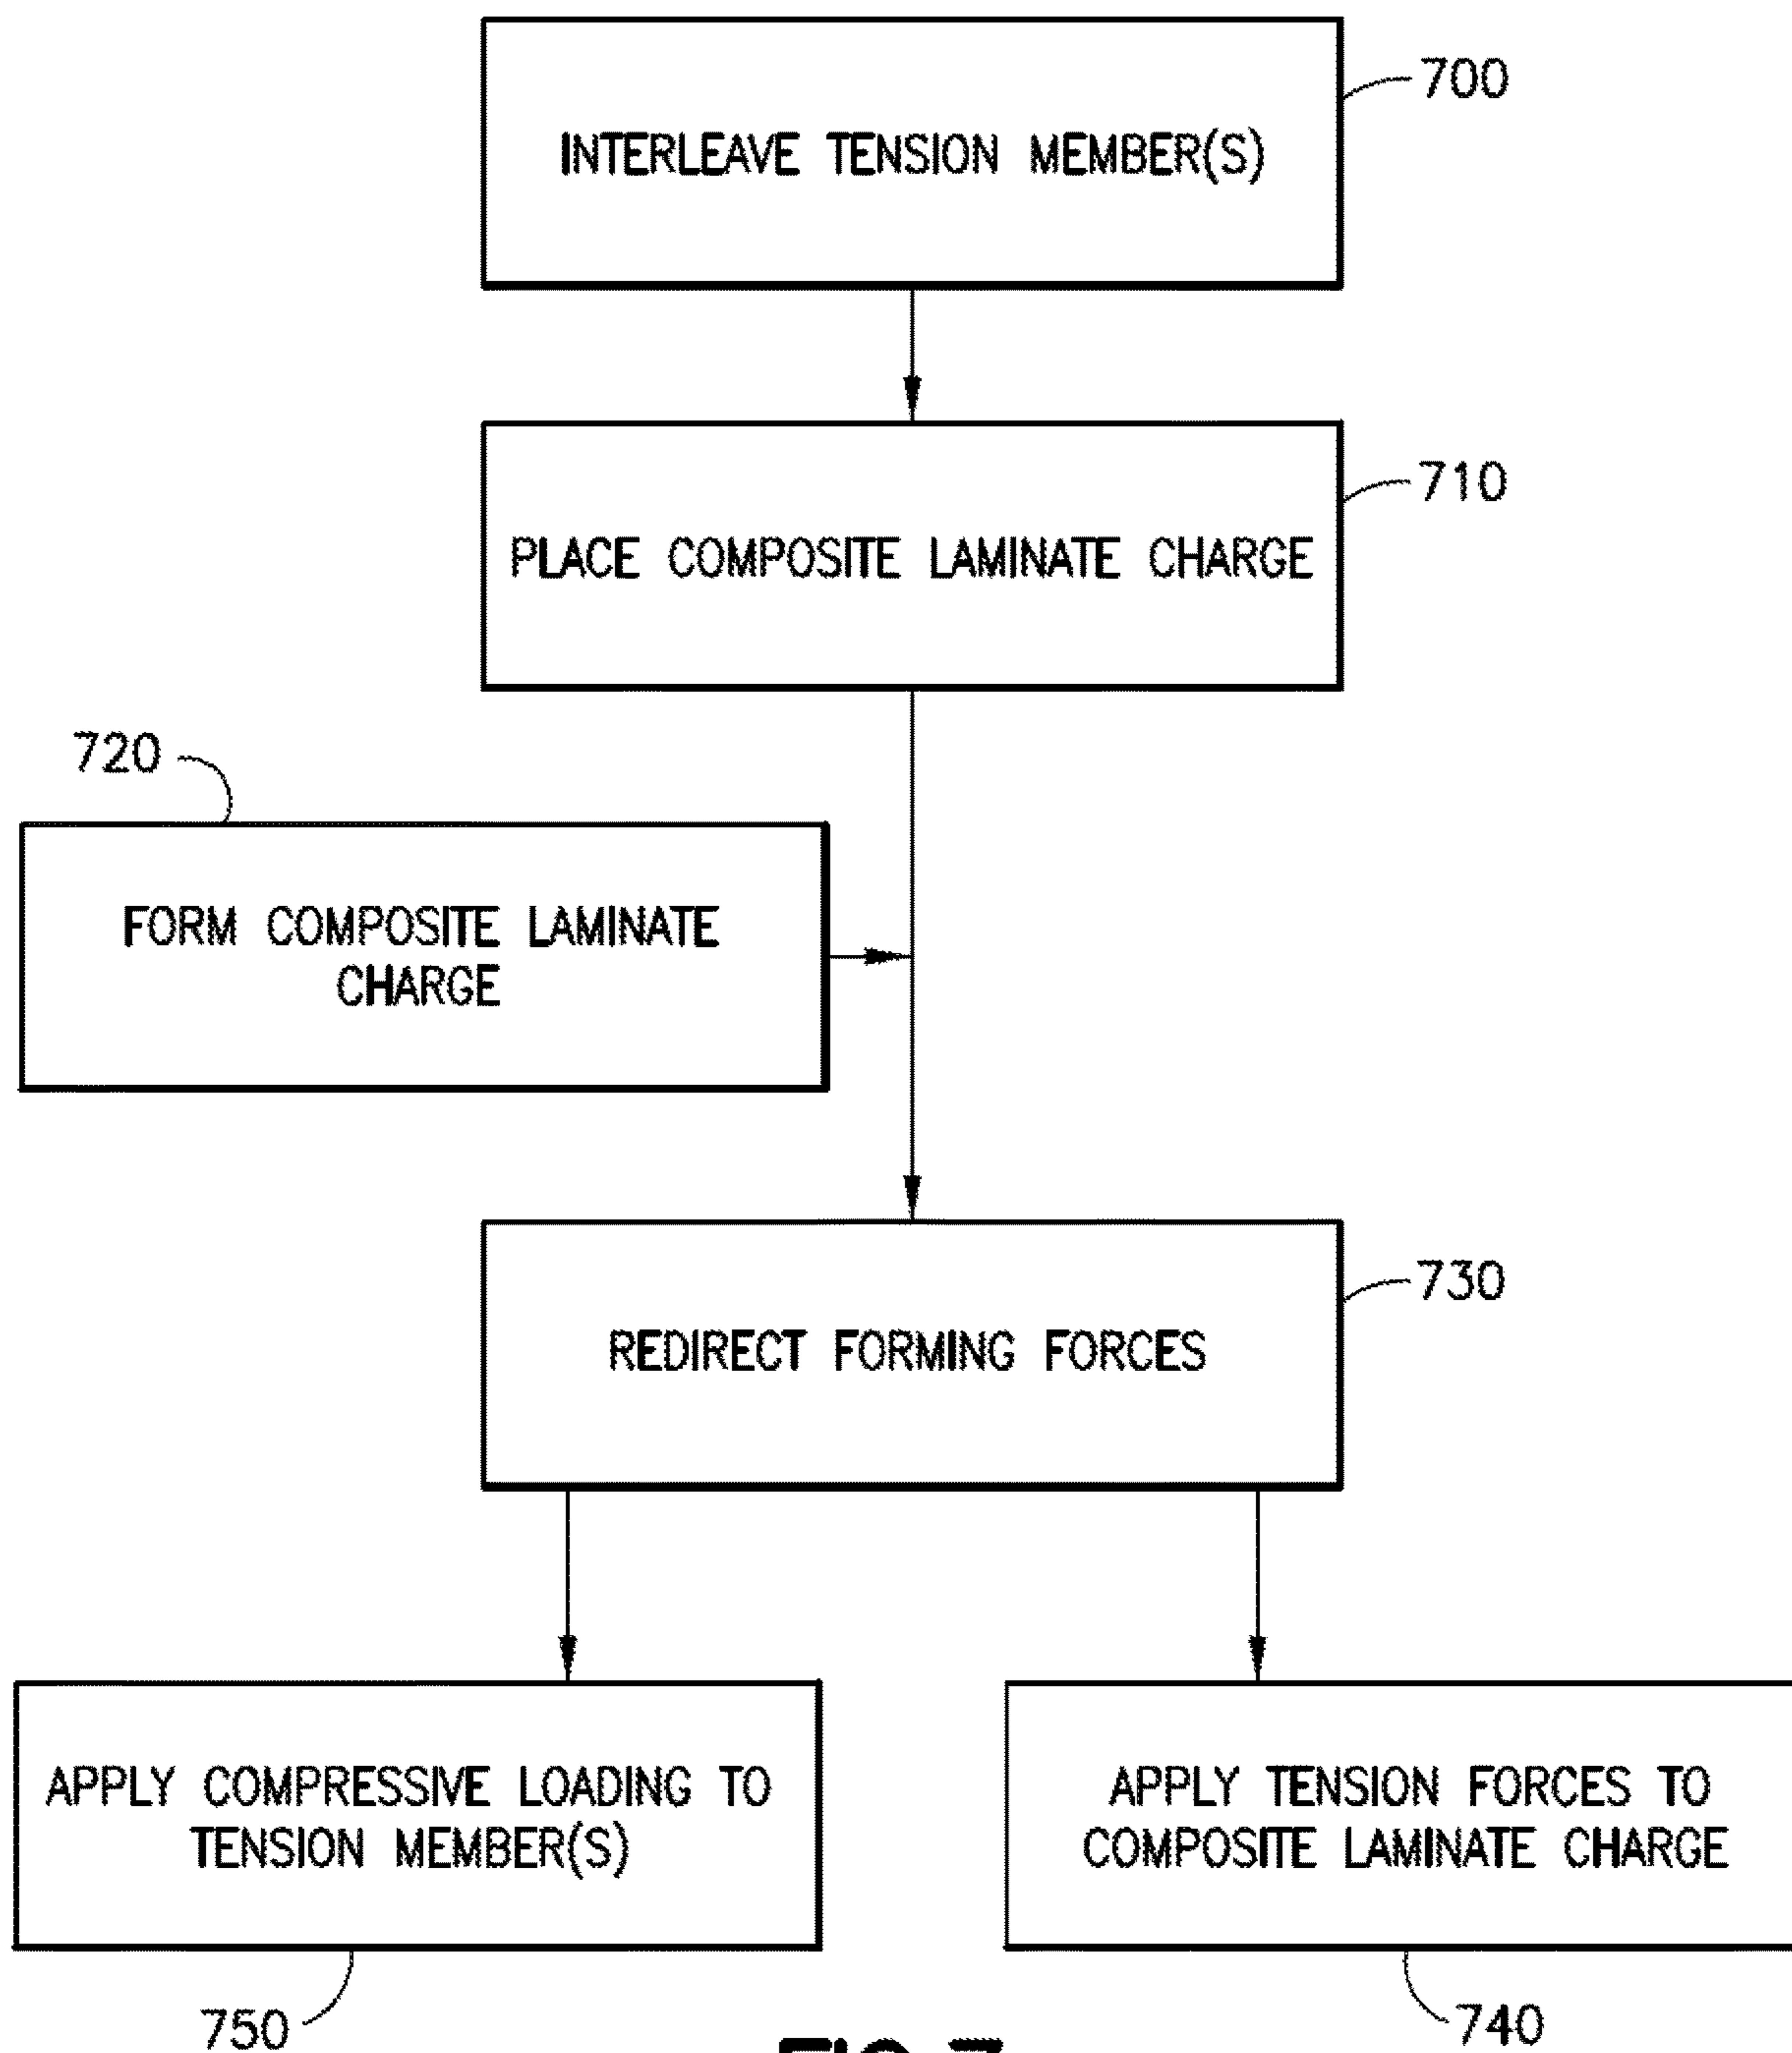 INTERLEAVE TENSION MEMBER(S)
700
PLACE COMPOSITE LAMINATE CHARGE
710
720
FORM COMPOSITE LAMINATE
CHARGE
REDIRECT FORMING FORCES
730
APPLY COMPRESSIVE LOADING TO
TENSION MEMBER(S)
750
APPLY TENSION FORCES TO
COMPOSITE LAMINATE CHARGE
740